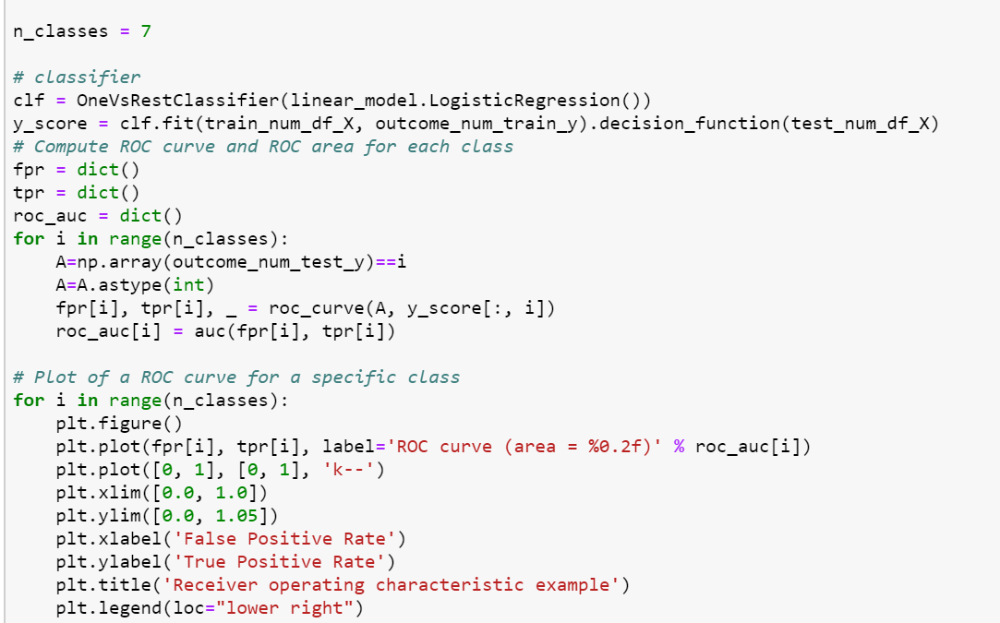 n_classes = 7
# classifier
clf = OneVsRestClassifier(linear_model.LogisticRegression())
y_score = clf.fit(train_num_df_X, outcome_num_train_y).decision_function(test_num_df_X)
# Compute ROC curve and ROC area for each class
fpr = dict()
tpr = dict()
roc_auc = dict()
for i in range(n_classes):
    A=np.array(outcome_num_test_y)==i
    A=A.astype(int)
    fpr[i], tpr[i], _ = roc_curve(A, y_score[:, i])
    roc_auc[i] = auc(fpr[i], tpr[i])
# Plot of a ROC curve for a specific class
for i in range(n_classes):
    plt.figure()
    plt.plot(fpr[i], tpr[i], label='ROC curve (area = %0.2f)' % roc_auc[i])
    plt.plot([0, 1], [0, 1], 'k--')
    plt.xlim([0.0, 1.0])
    plt.ylim([0.0, 1.05])
    plt.xlabel('False Positive Rate')
    plt.ylabel('True Positive Rate')
    plt.title('Receiver operating characteristic example')
    plt.legend(loc="lower right")